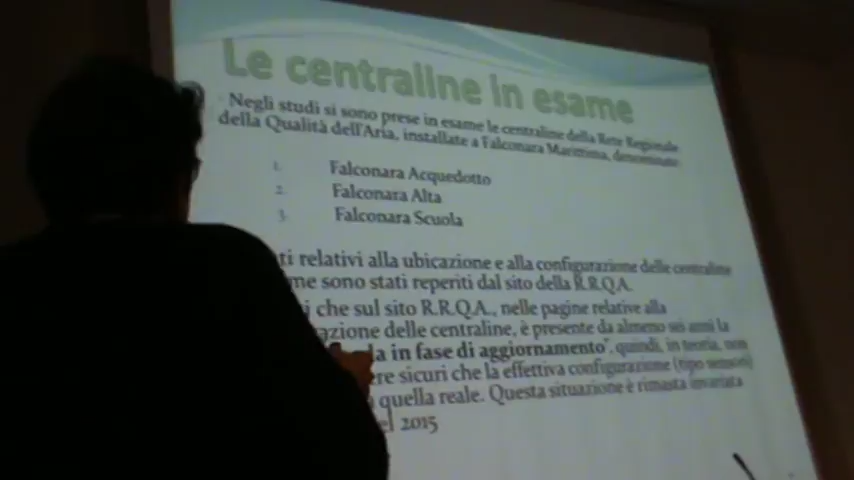 Le centraline in esame
Negli studi si sono prese in esame le centraline della Rete Regionale
della Qualità dell'Aria, installate a Falconara Marittima, denominate
1. Falconara Acquedotto
2. Falconara Alta
3. Falconara Scuola
ti relativi alla ubicazione e alla configurazione delle centraline
me sono stati reperiti dal sito della R.R.Q.A.
i che sul sito R.R.Q.A., nelle pagine relative alla
azione delle centraline, è presente da almeno sei anni la
da in fase di aggiornamento", quindi, in teoria, non
re sicuri che la effettiva configurazione (tipo sensori)
quella reale. Questa situazione è rimasta invariata
el 2015